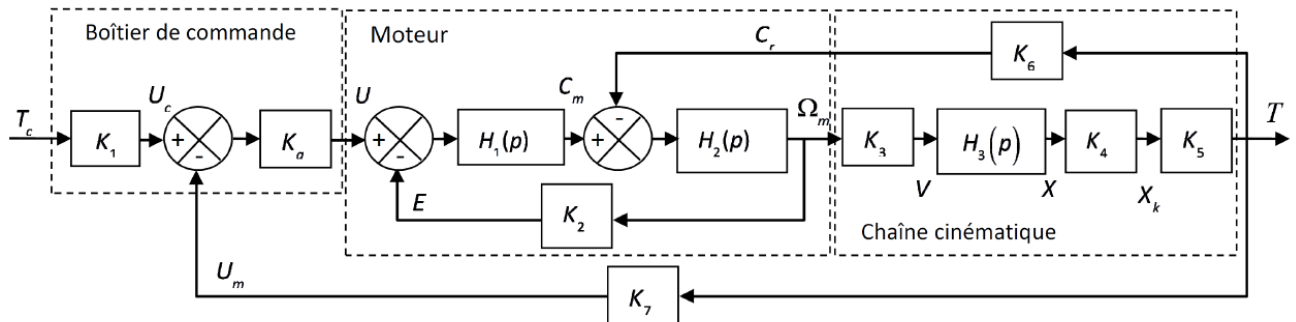 Boîtier de commande
Moteur
C_r
K_6
T_c
K_1
U_c
+
-
K_a
U
+
-
H_1(p)
C_m
-
+
H_2(p)
Ω_m
K_3
V
H_3(p)
X
K_4
X_k
K_5
T
E
K_2
Chaîne cinématique
U_m
K_7